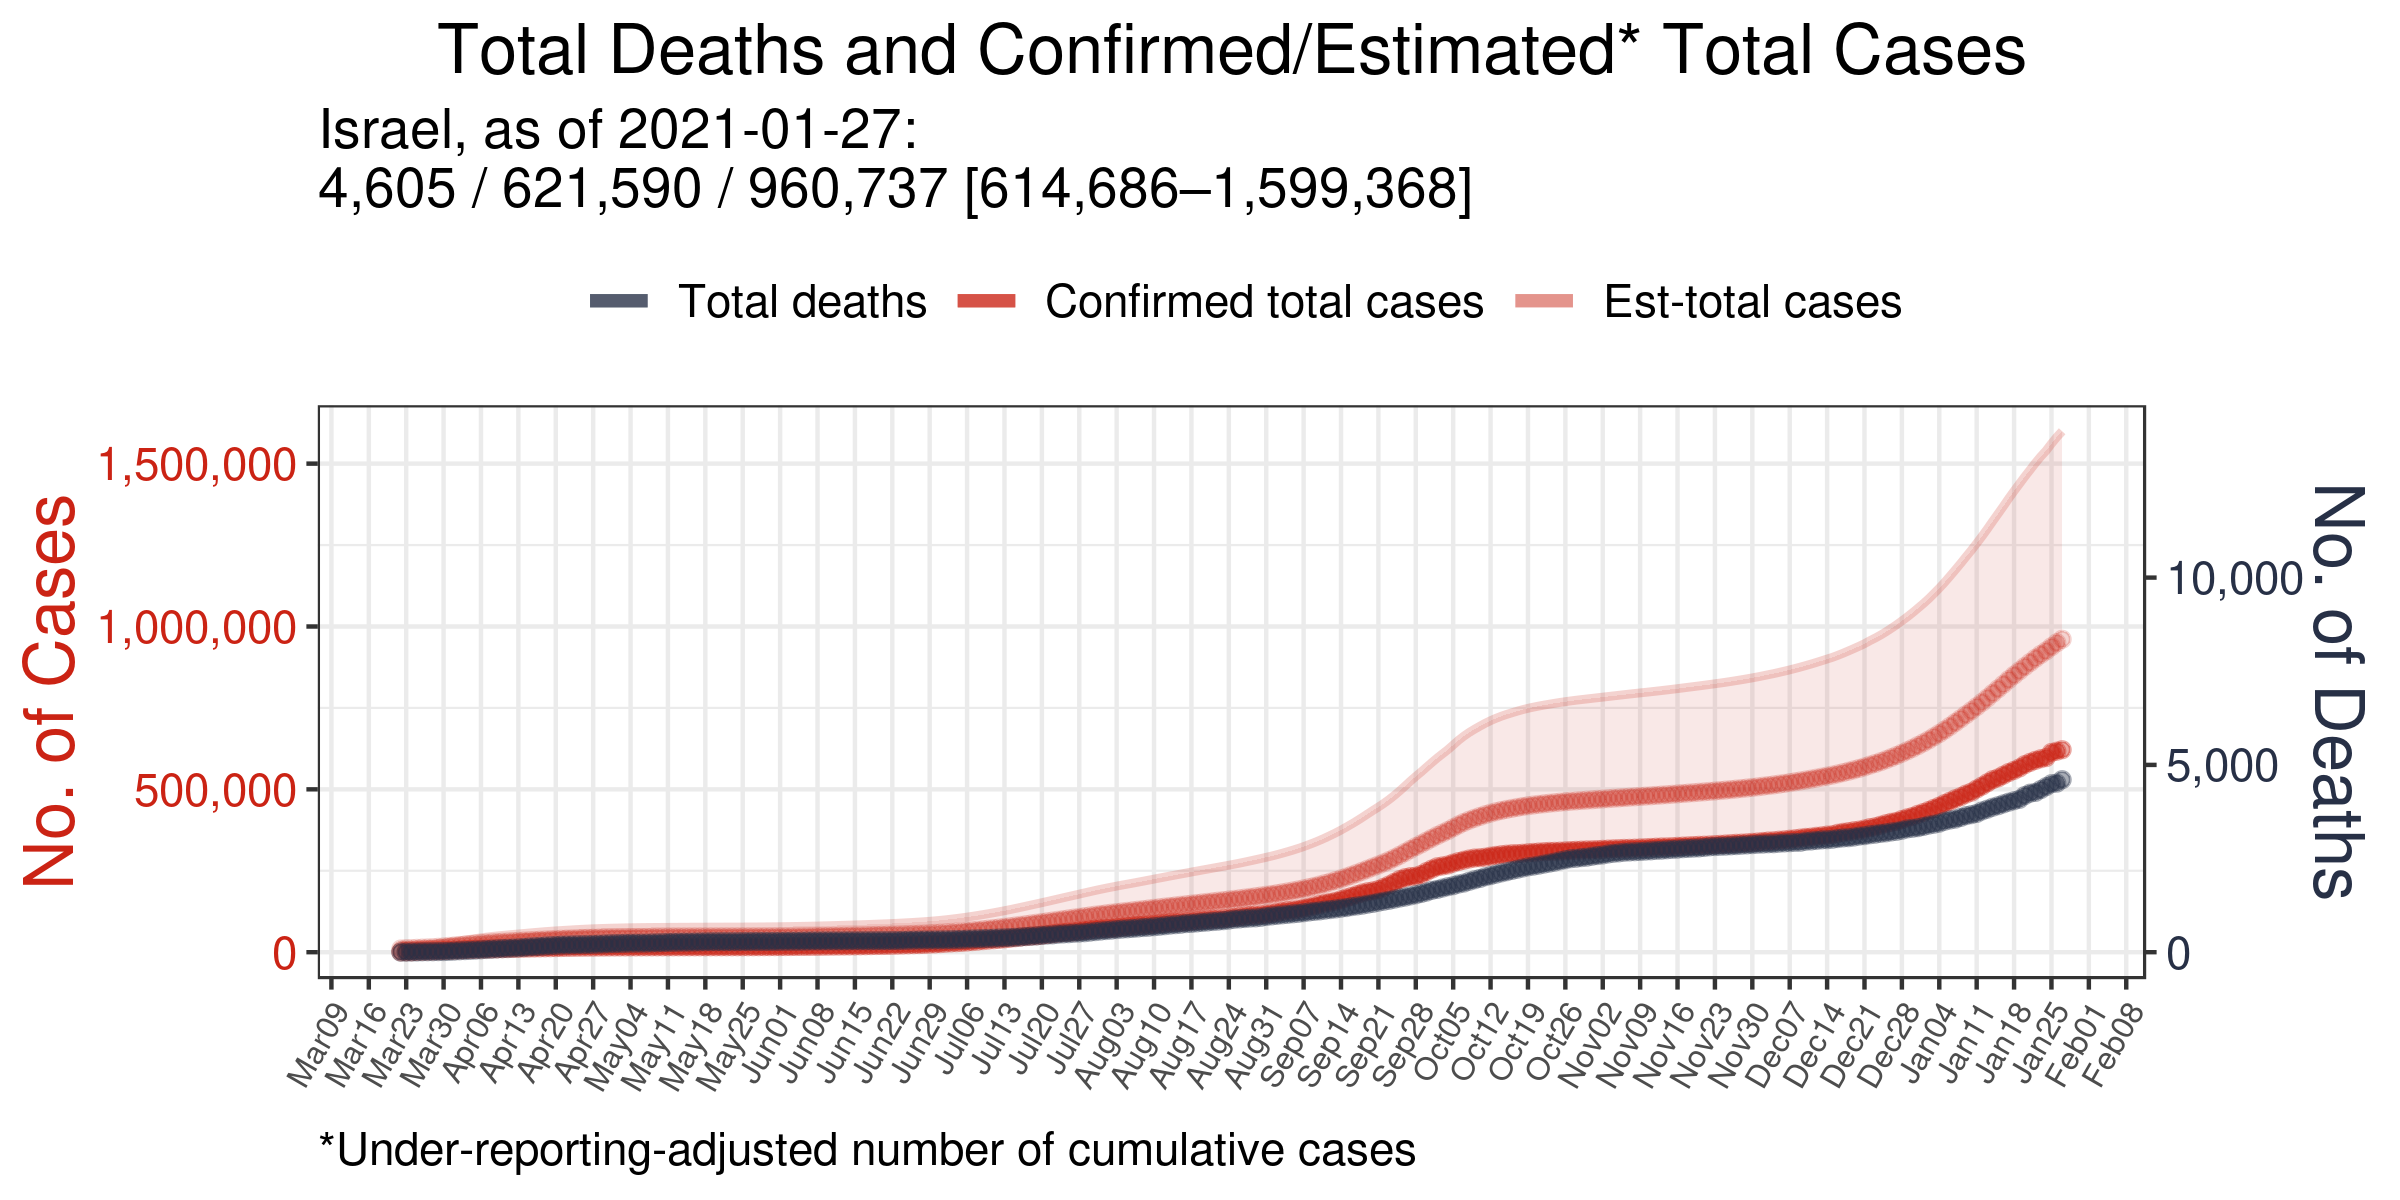 Total Deaths and Confirmed/Estimated* Total Cases
Israel, as of 2021-01-27:
4,605 / 621,590 / 960,737 [614,686–1,599,368]
Total deaths
Confirmed total cases
Est-total cases
No. of Cases
1,500,000
1,000,000
500,000
0
No. of Deaths
10,000
5,000
0
Mar09
Mar16
Mar23
Mar30
Apr06
Apr13
Apr20
Apr27
May04
May11
May18
May25
Jun01
Jun08
Jun15
Jun22
Jun29
Jul06
Jul13
Jul20
Jul27
Aug03
Aug10
Aug17
Aug24
Aug31
Sep07
Sep14
Sep21
Sep28
Oct05
Oct12
Oct19
Oct26
Nov02
Nov09
Nov16
Nov23
Nov30
Dec07
Dec14
Dec21
Dec28
Jan04
Jan11
Jan18
Jan25
Feb01
Feb08
*Under-reporting-adjusted number of cumulative cases